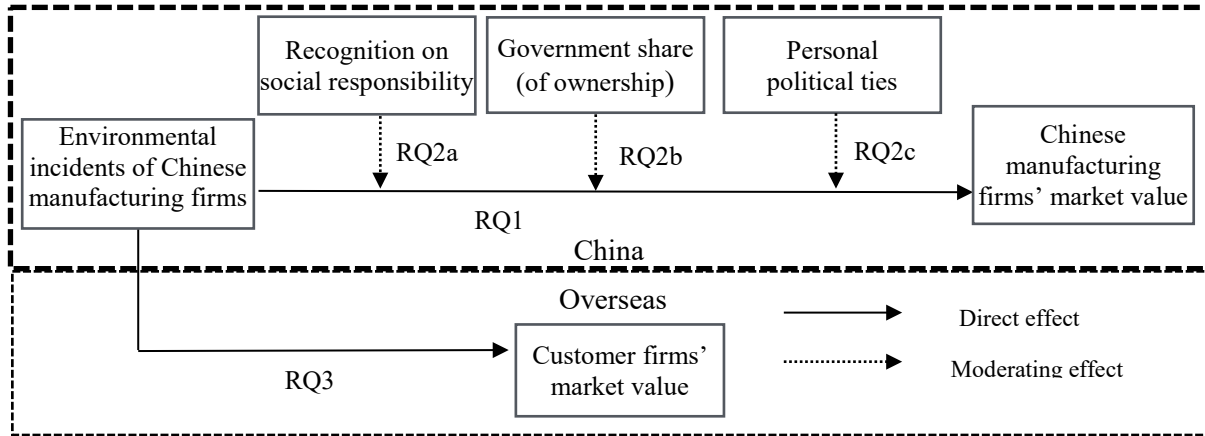 Recognition on
social responsibility
Government share
(of ownership)
Personal
political ties
Environmental
incidents of Chinese
manufacturing firms
RQ2a
RQ2b
RQ2c
Chinese
manufacturing
firms’ market value
RQ1
China
Overseas
Direct effect
Customer firms’
market value
Moderating effect
RQ3